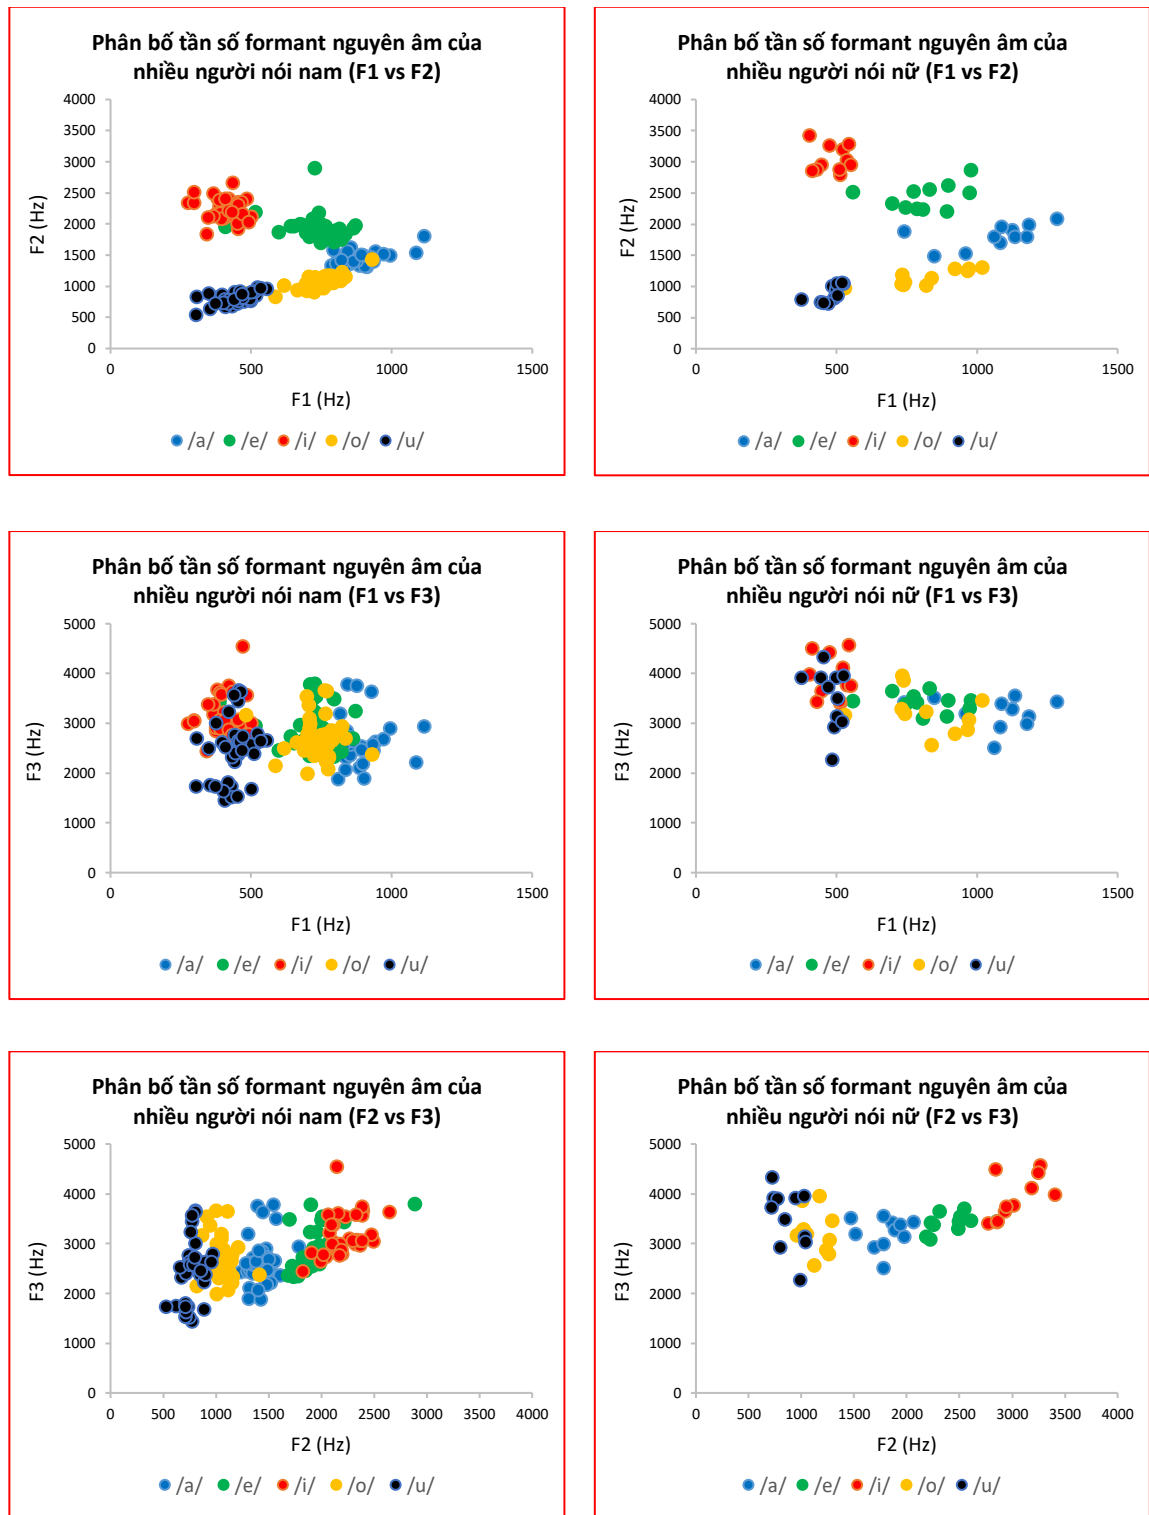 Phân bố tần số formant nguyên âm của
nhiều người nói nam (F1 vs F2)
4000
3500
3000
2500
2000
1500
1000
500
0
F2 (Hz)
0 500 1000 1500
F1 (Hz)
/a/ /e/ /i/ /o/ /u/
Phân bố tần số formant nguyên âm của
nhiều người nói nữ (F1 vs F2)
4000
3500
3000
2500
2000
1500
1000
500
0
F2 (Hz)
0 500 1000 1500
F1 (Hz)
/a/ /e/ /i/ /o/ /u/
Phân bố tần số formant nguyên âm của
nhiều người nói nam (F1 vs F3)
5000
4000
3000
2000
1000
0
F3 (Hz)
0 500 1000 1500
F1 (Hz)
/a/ /e/ /i/ /o/ /u/
Phân bố tần số formant nguyên âm của
nhiều người nói nữ (F1 vs F3)
5000
4000
3000
2000
1000
0
F3 (Hz)
0 500 1000 1500
F1 (Hz)
/a/ /e/ /i/ /o/ /u/
Phân bố tần số formant nguyên âm của
nhiều người nói nam (F2 vs F3)
5000
4000
3000
2000
1000
0
F3 (Hz)
0 500 1000 1500 2000 2500 3000 3500 4000
F2 (Hz)
/a/ /e/ /i/ /o/ /u/
Phân bố tần số formant nguyên âm của
nhiều người nói nữ (F2 vs F3)
5000
4000
3000
2000
1000
0
F3 (Hz)
0 500 1000 1500 2000 2500 3000 3500 4000
F2 (Hz)
/a/ /e/ /i/ /o/ /u/